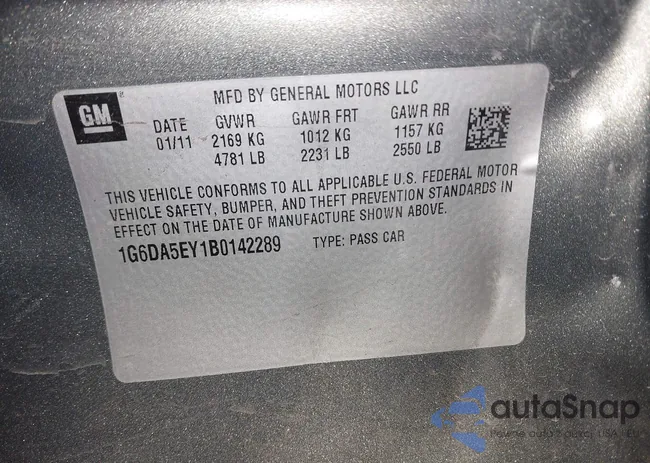 GM
MFD BY GENERAL MOTORS LLC
DATE GVWR GAWR FRT GAWR RR
01/11 2169 KG 1012 KG 1157 KG
4781 LB 2231 LB 2550 LB
THIS VEHICLE CONFORMS TO ALL APPLICABLE U.S. FEDERAL MOTOR
VEHICLE SAFETY, BUMPER, AND THEFT PREVENTION STANDARDS IN
EFFECT ON THE DATE OF MANUFACTURE SHOWN ABOVE.
1G6DA5EY1B0142289 TYPE: PASS CAR
autaSnap